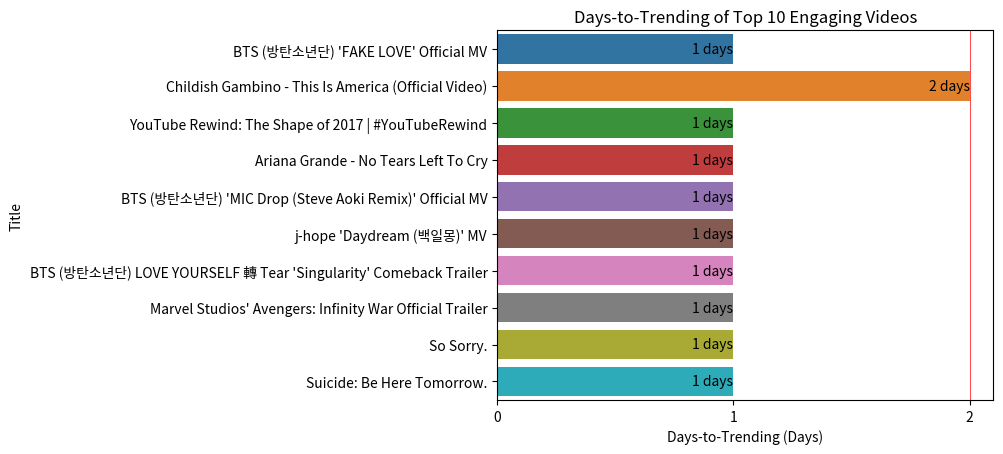 Days-to-Trending of Top 10 Engaging Videos
Title
BTS (방탄소년단) 'FAKE LOVE' Official MV 1 days
Childish Gambino - This Is America (Official Video) 2 days
YouTube Rewind: The Shape of 2017 | #YouTubeRewind 1 days
Ariana Grande - No Tears Left To Cry 1 days
BTS (방탄소년단) 'MIC Drop (Steve Aoki Remix)' Official MV 1 days
j-hope 'Daydream (백일몽)' MV 1 days
BTS (방탄소년단) LOVE YOURSELF 轉 Tear 'Singularity' Comeback Trailer 1 days
Marvel Studios' Avengers: Infinity War Official Trailer 1 days
So Sorry. 1 days
Suicide: Be Here Tomorrow. 1 days
0 1 2
Days-to-Trending (Days)